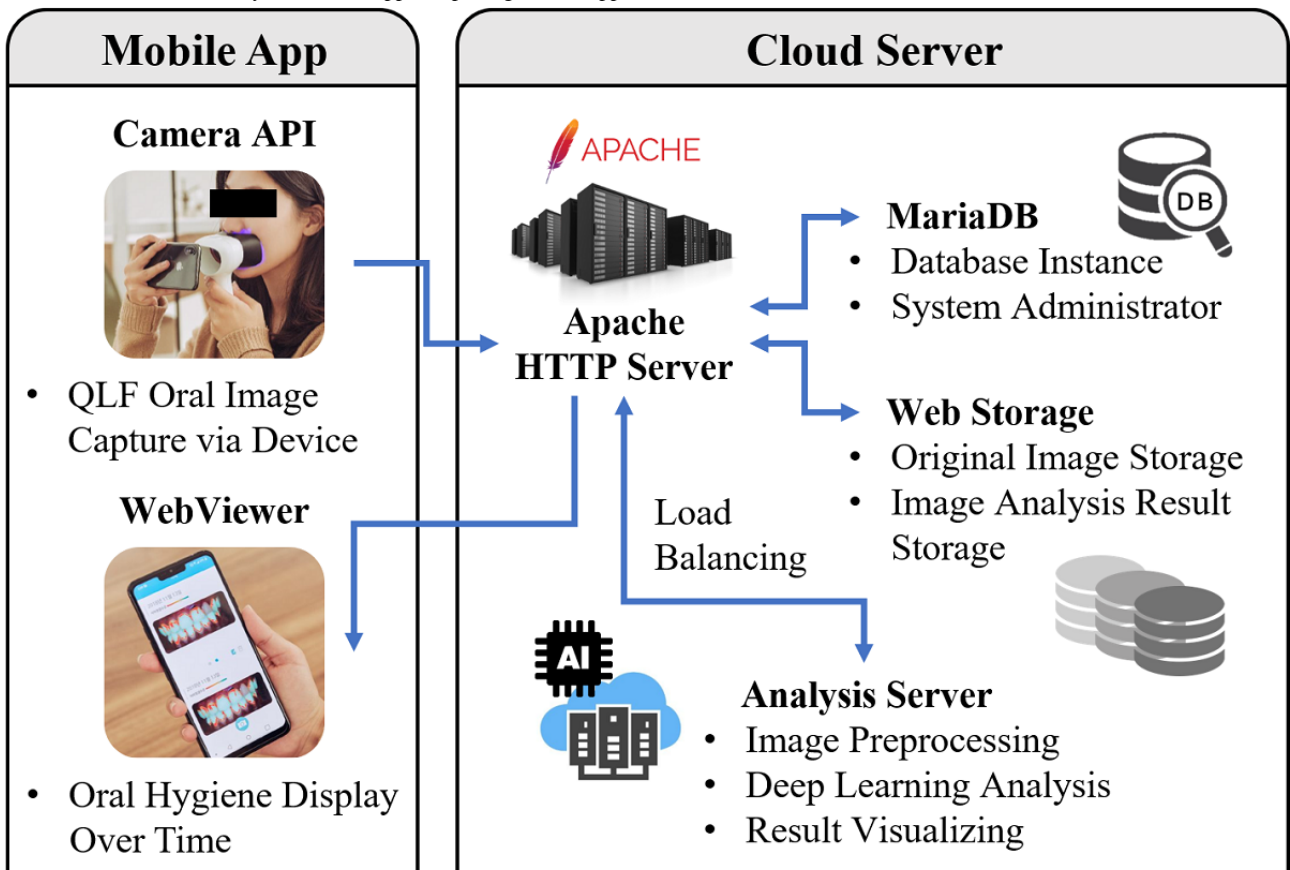 Mobile App
Camera API
• QLF Oral Image
Capture via Device
WebViewer
• Oral Hygiene Display
Over Time
Cloud Server
APACHE
Apache
HTTP Server
DB
MariaDB
• Database Instance
• System Administrator
Web Storage
• Original Image Storage
• Image Analysis Result
Storage
Load
Balancing
AI
Analysis Server
• Image Preprocessing
• Deep Learning Analysis
• Result Visualizing